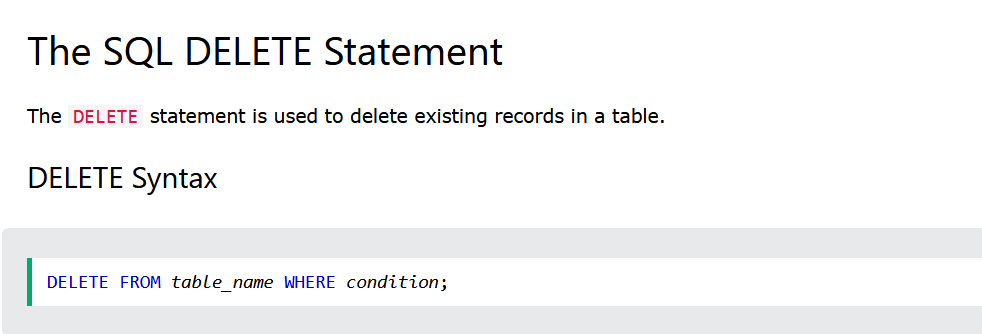 The SQL DELETE Statement
The DELETE statement is used to delete existing records in a table.
DELETE Syntax
DELETE FROM table_name WHERE condition;